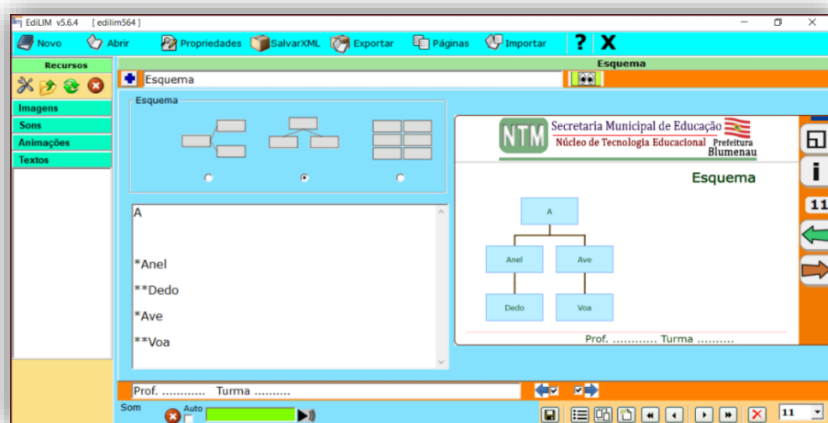 EdiLIM v5.6.4 [edilim564]
Novo Abrir Propriedades SalvarXML Exportar Páginas Importar ? X
Recursos
Imagens
Sons
Animações
Textos
Esquema
Esquema
Esquema
A
*Anel
**Dedo
*Ave
**Voa
NTM Secretaria Municipal de Educação
Núcleo de Tecnologia Educacional Prefeitura
Blumenau
Esquema
A
Anel Ave
Dedo Voa
Prof. ............ Turma ..........
i
11
Prof. ............ Turma ..........
Som Auto
11